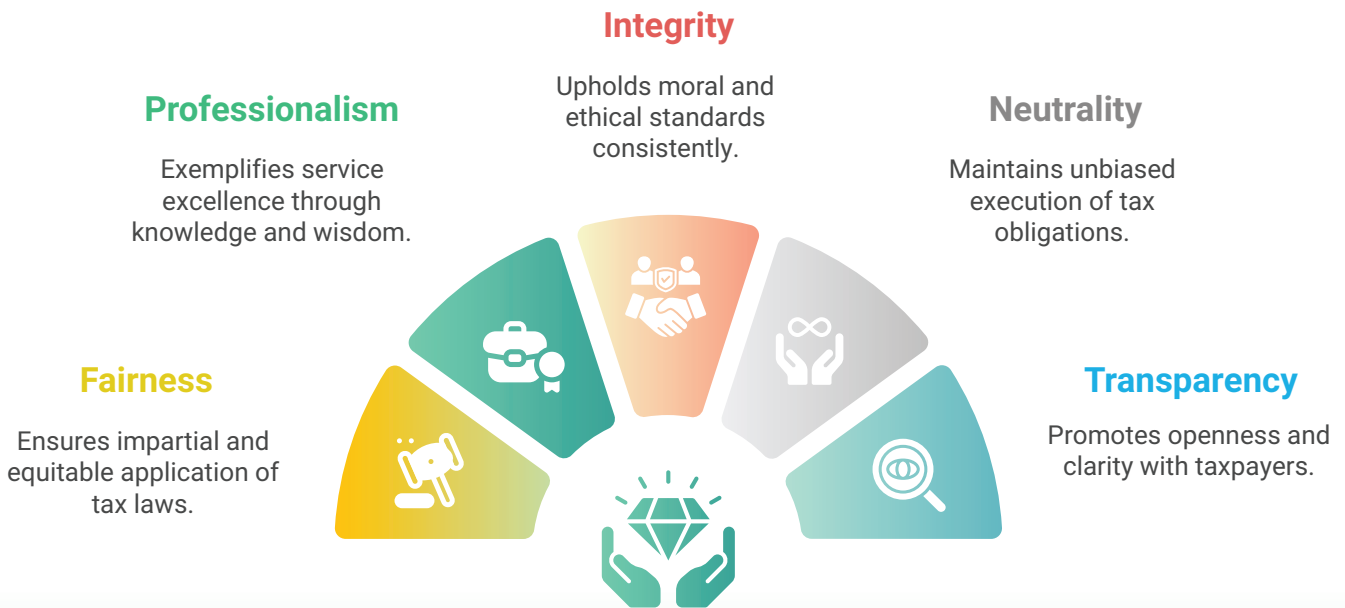 Integrity
Upholds moral and
ethical standards
consistently.
Professionalism
Exemplifies service
excellence through
knowledge and wisdom.
Neutrality
Maintains unbiased
execution of tax
obligations.
Fairness
Ensures impartial and
equitable application of
tax laws.
Transparency
Promotes openness and
clarity with taxpayers.